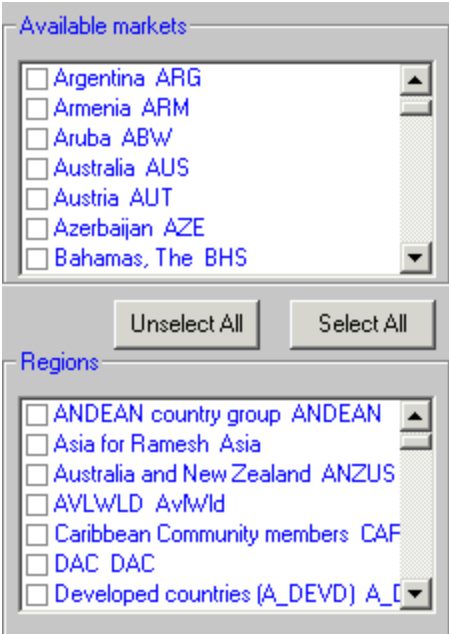 Available markets
Argentina ARG
Armenia ARM
Aruba ABW
Australia AUS
Austria AUT
Azerbaijan AZE
Bahamas, The BHS
Unselect All Select All
Regions
ANDEAN country group ANDEAN
Asia for Ramesh Asia
Australia and New Zealand ANZUS
AVLWLD AvlWld
Caribbean Community members
DAC DAC
Developed countries (A_DEVD)